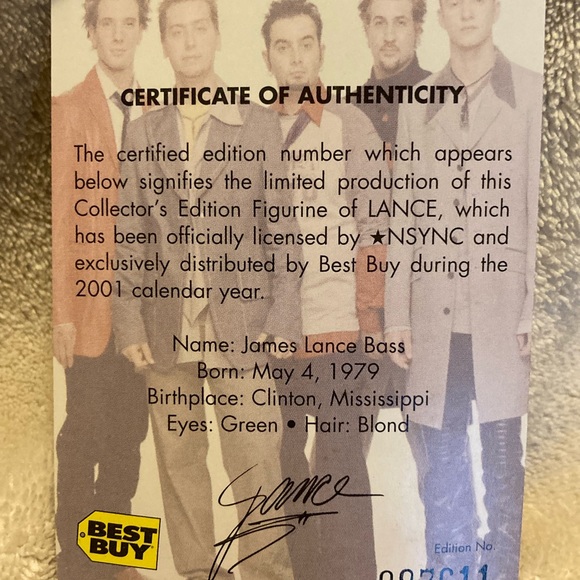 CERTIFICATE OF AUTHENTICITY
The certified edition number which appears
below signifies the limited production of this
Collector's Edition Figurine of LANCE, which
has been officially licensed by ★NSYNC and
exclusively distributed by Best Buy during the
2001 calendar year.
Name: James Lance Bass
Born: May 4, 1979
Birthplace: Clinton, Mississippi
Eyes: Green • Hair: Blond
Lance
BEST
BUY
Edition No.